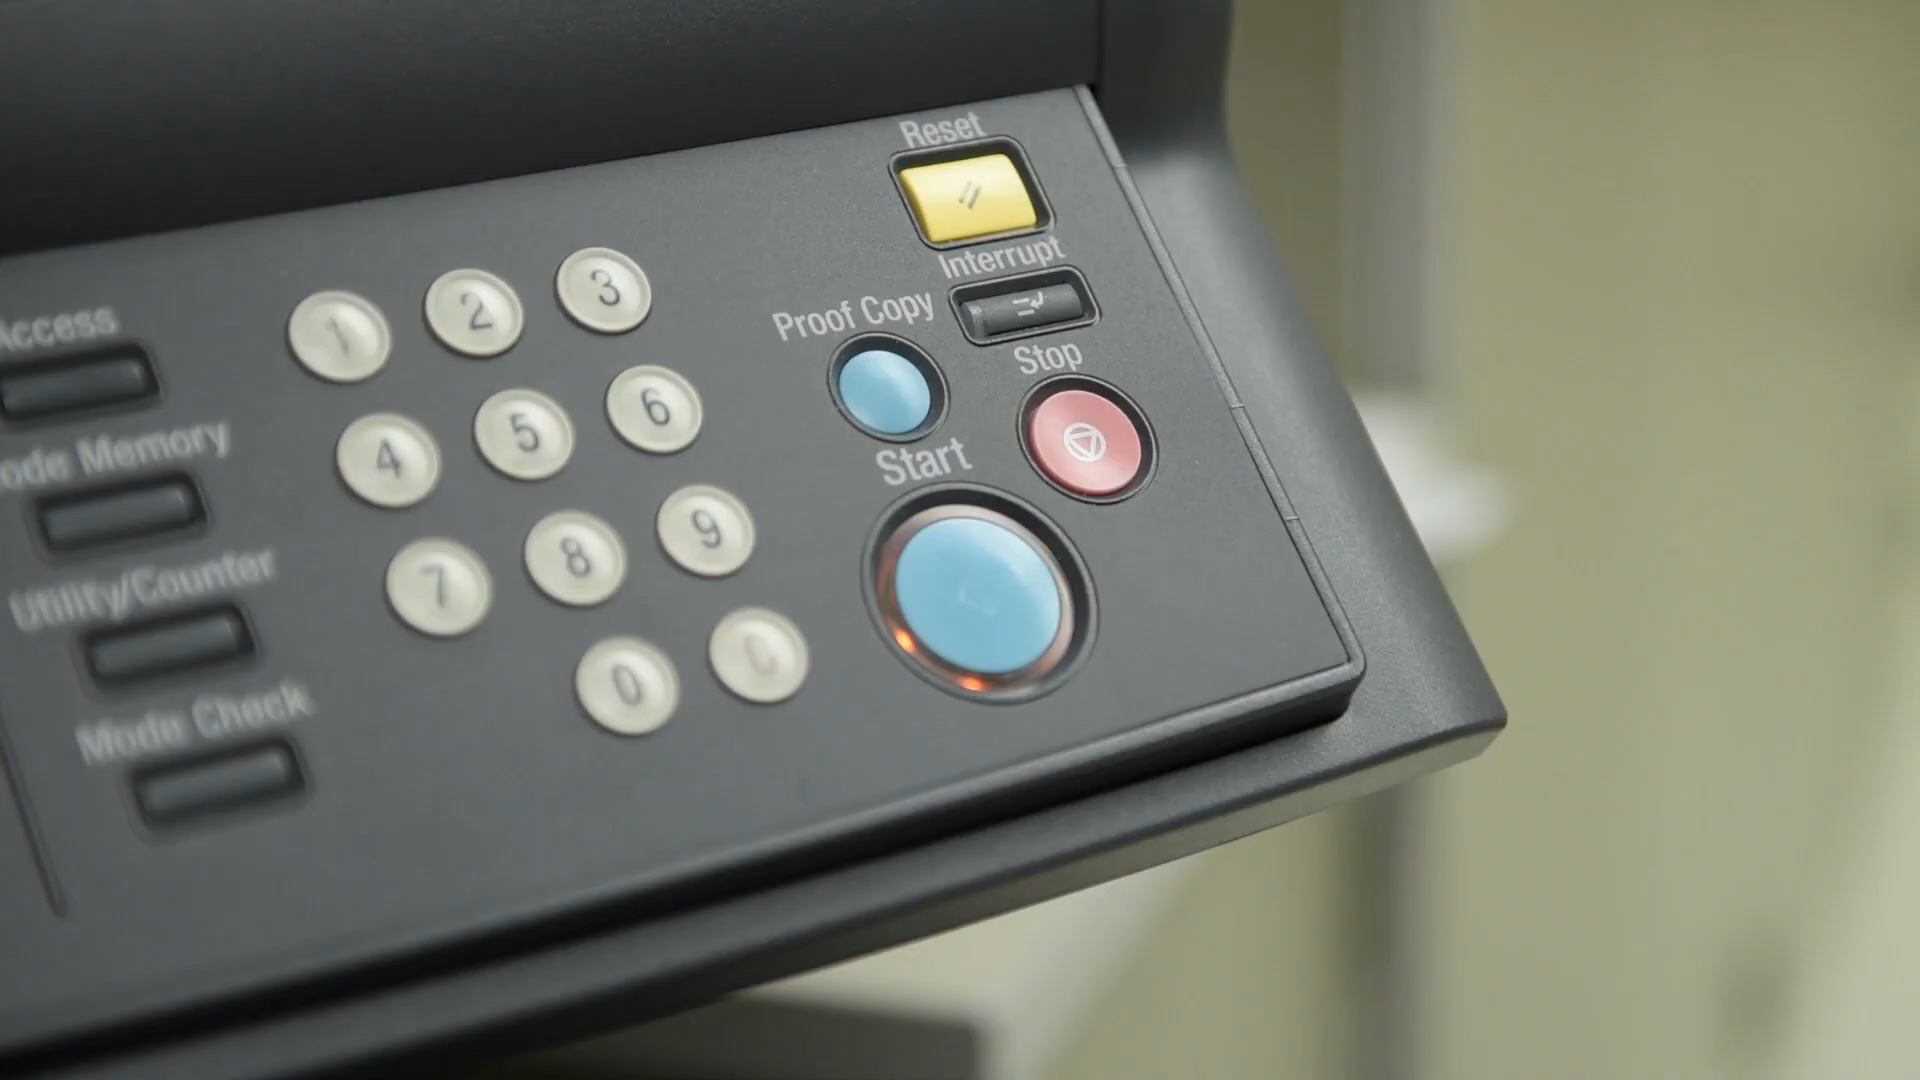 Reset
Interrupt
Proof Copy
Stop
Start
Access
ode Memory
Utility/Counter
Mode Check
1 2 3
4 5 6
7 8 9
0 C